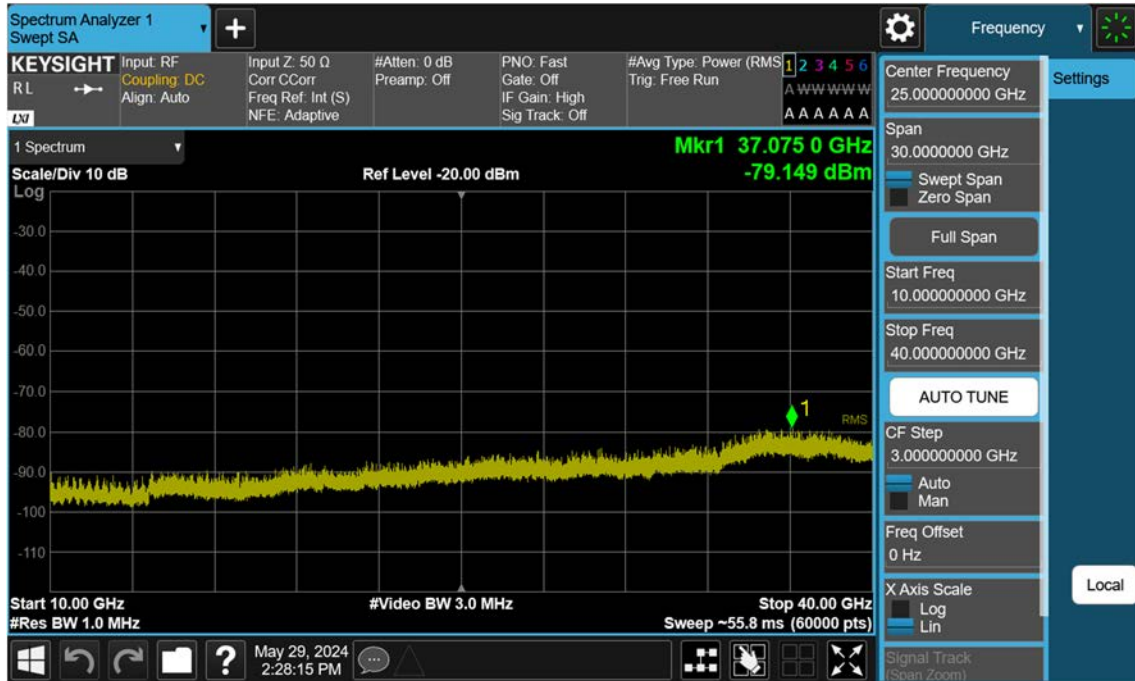 Spectrum Analyzer 1
Swept SA
Frequency
KEYSIGHT
R L
LXI
Input: RF
Coupling: DC
Align: Auto
Input Z: 50 Ω
Corr CCorr
Freq Ref: Int (S)
NFE: Adaptive
#Atten: 0 dB
Preamp: Off
PNO: Fast
Gate: Off
IF Gain: High
Sig Track: Off
#Avg Type: Power (RMS
Trig: Free Run
1 2 3 4 5 6
A W W W W W
A A A A A A
1 Spectrum
Scale/Div 10 dB
Log
Ref Level -20.00 dBm
Mkr1 37.075 0 GHz
-79.149 dBm
-30.0
-40.0
-50.0
-60.0
-70.0
-80.0
-90.0
-100
-110
1
RMS
Start 10.00 GHz
#Res BW 1.0 MHz
#Video BW 3.0 MHz
Stop 40.00 GHz
Sweep ~55.8 ms (60000 pts)
Center Frequency
25.000000000 GHz
Span
30.0000000 GHz
Swept Span
Zero Span
Full Span
Start Freq
10.000000000 GHz
Stop Freq
40.000000000 GHz
AUTO TUNE
CF Step
3.000000000 GHz
Auto
Man
Freq Offset
0 Hz
X Axis Scale
Log
Lin
Signal Track
(Span Zoom)
Settings
Local
?
May 29, 2024
2:28:15 PM